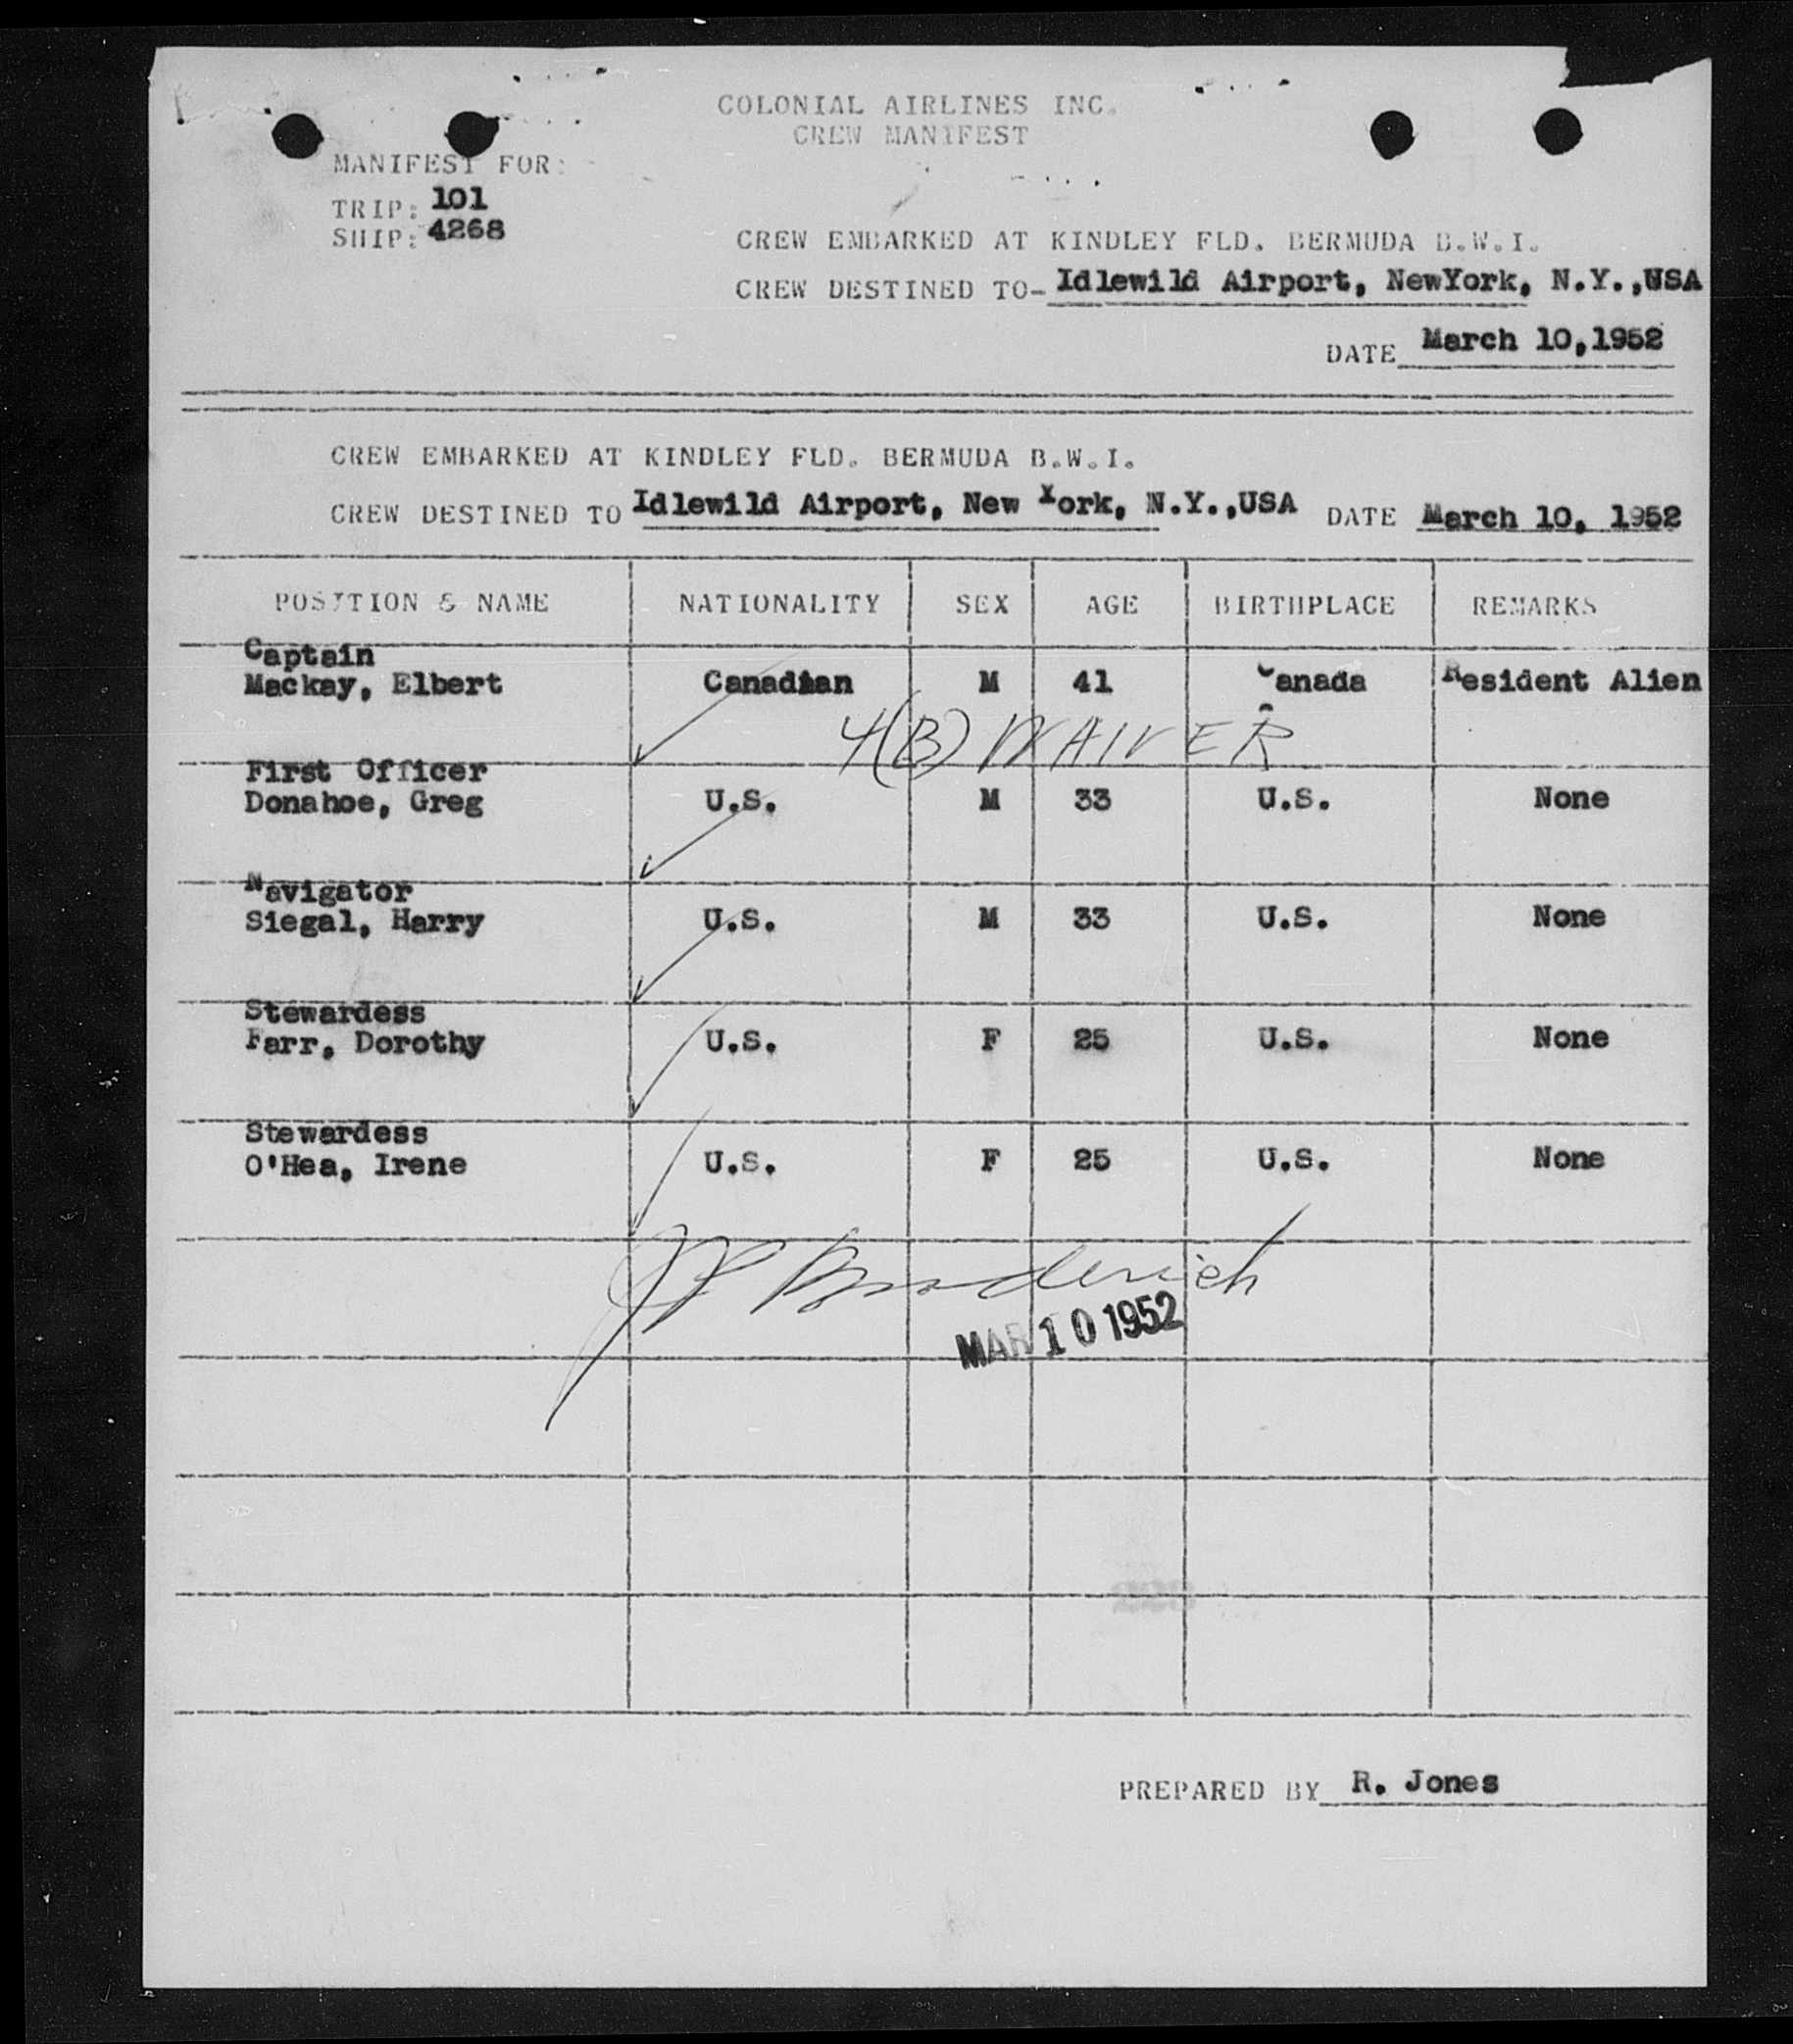 COLONIAL AIRLINES INC.
CREW MANIFEST
MANIFEST FOR:
TRIP: 101
SHIP: 4268
CREW EMBARKED AT KINDLEY FLD. BERMUDA B.W.I.
CREW DESTINED TO- Idlewild Airport, NewYork, N.Y.,USA
DATE March 10,1952
CREW EMBARKED AT KINDLEY FLD. BERMUDA B.W.I.
CREW DESTINED TO Idlewild Airport, New York, N.Y.,USA DATE March 10, 1952
POSITION & NAME NATIONALITY SEX AGE BIRTHPLACE REMARKS
Captain
Mackay, Elbert Canadian M 41 Canada Resident Alien
4(B) WAIVER
First Officer
Donahoe, Greg U.S. M 33 U.S. None
Navigator
Siegal, Harry U.S. M 33 U.S. None
Stewardess
Farr, Dorothy U.S. F 25 U.S. None
Stewardess
O'Hea, Irene U.S. F 25 U.S. None
Broderick
MAR 10 1952
PREPARED BY R. Jones